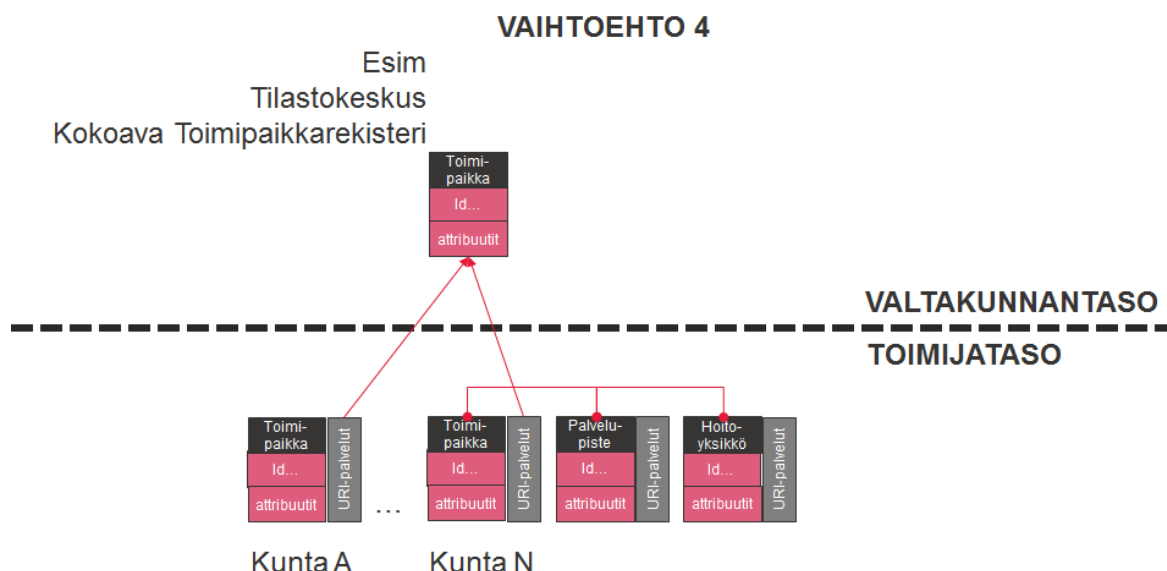 VAIHTOEHTO 4
Esim
Tilastokeskus
Kokoava Toimipaikkarekisteri
Toimi-
paikka
Id...
attribuutit
VALTAKUNNANTASO
TOIMIJATASO
Toimi-
paikka
Id...
attribuutit
URI-palvelut
...
Toimi-
paikka
Id...
attribuutit
URI-palvelut
Palvelu-
piste
Id...
attribuutit
URI-palvelut
Hoito-
yksikkö
Id...
attribuutit
URI-palvelut
Kunta A
Kunta N